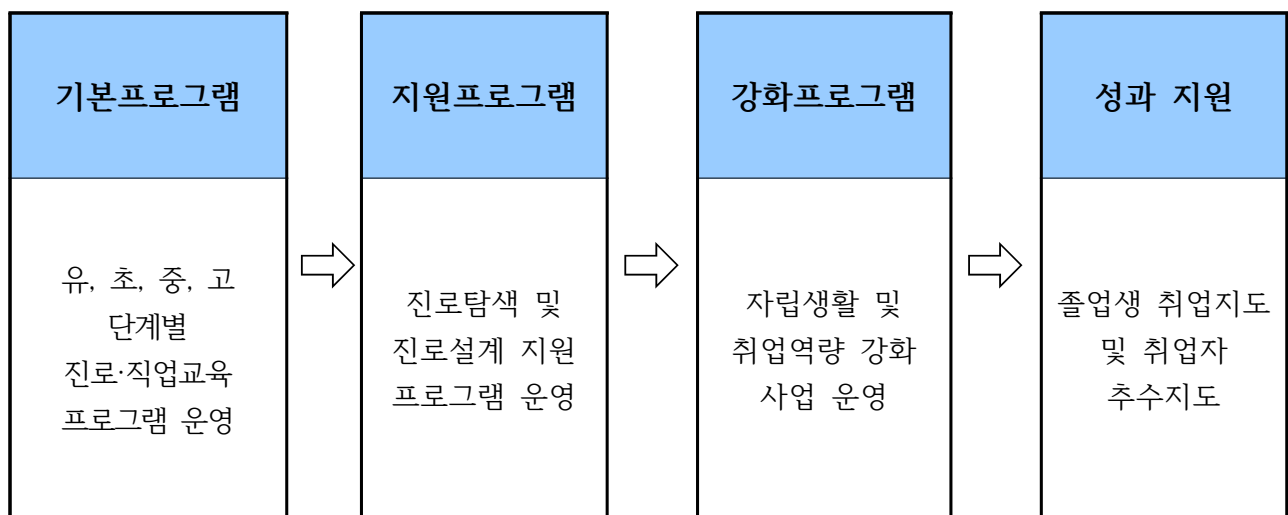 기본프로그램
유, 초, 중, 고
단계별
진로·직업교육
프로그램 운영
지원프로그램
진로탐색 및
진로설계 지원
프로그램 운영
강화프로그램
자립생활 및
취업역량 강화
사업 운영
성과 지원
졸업생 취업지도
및 취업자
추수지도